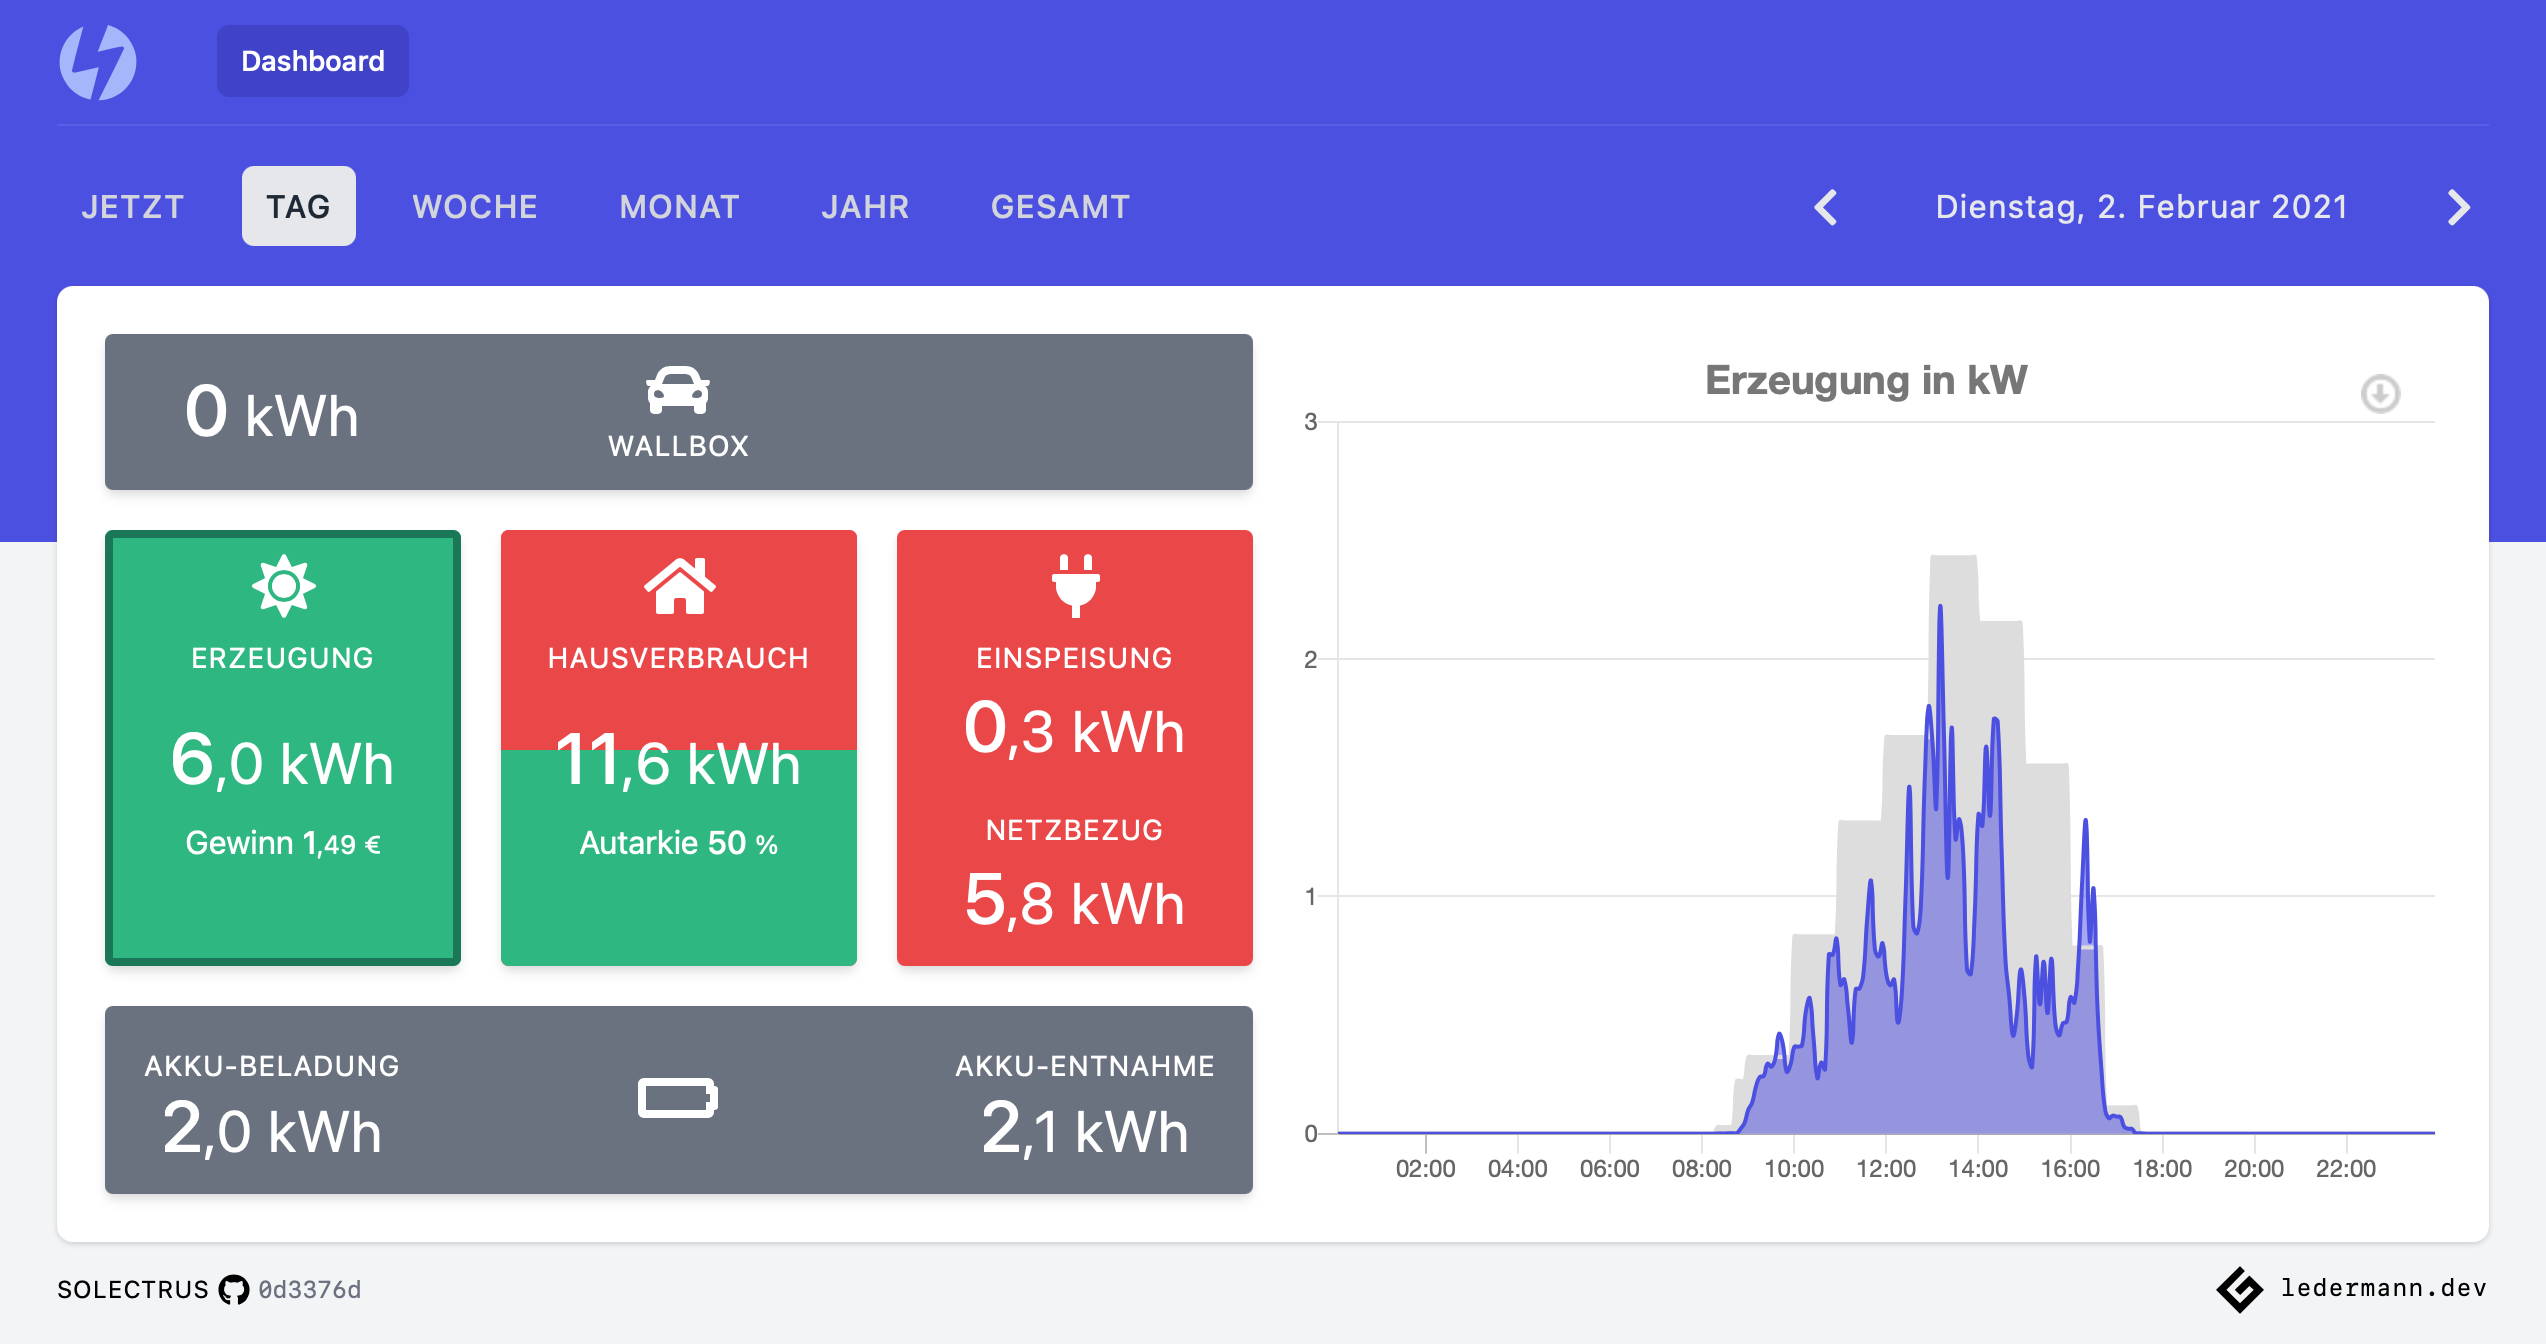 Dashboard
JETZT TAG WOCHE MONAT JAHR GESAMT Dienstag, 2. Februar 2021
0 kWh
WALLBOX
ERZEUGUNG
6,0 kWh
Gewinn 1,49 €
HAUSVERBRAUCH
11,6 kWh
Autarkie 50 %
EINSPEISUNG
0,3 kWh
NETZBEZUG
5,8 kWh
AKKU-BELADUNG
2,0 kWh
AKKU-ENTNAHME
2,1 kWh
Erzeugung in kW
3
2
1
0
02:00 04:00 06:00 08:00 10:00 12:00 14:00 16:00 18:00 20:00 22:00
SOLECTRUS 0d3376d
ledermann.dev